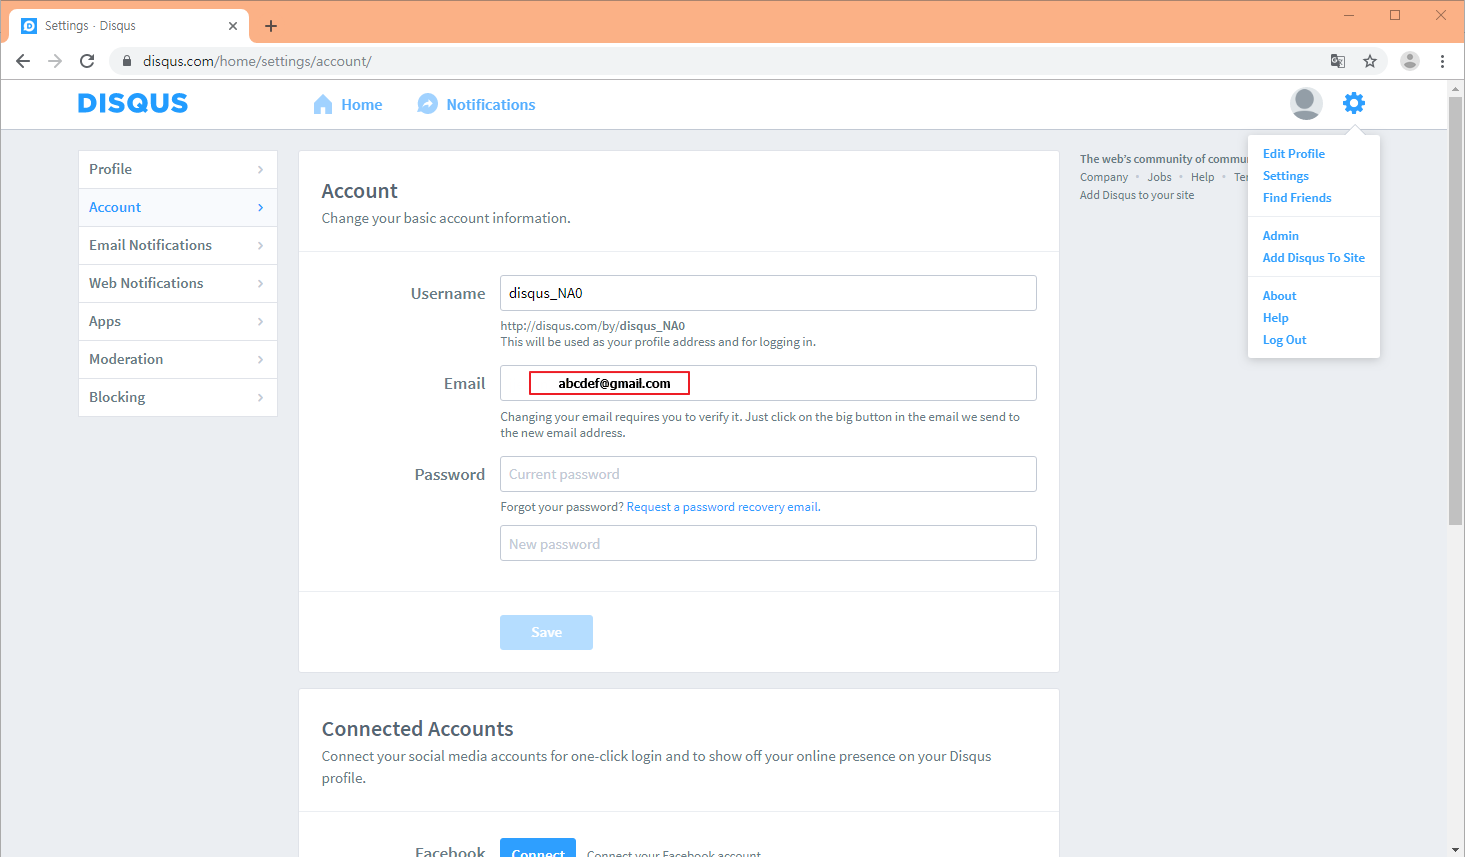 Settings - Disqus
disqus.com/home/settings/account/
DISQUS
Home
Notifications
Profile
Account
Email Notifications
Web Notifications
Apps
Moderation
Blocking
Account
Change your basic account information.
Username
disqus_NA0
http://disqus.com/by/disqus_NA0
This will be used as your profile address and for logging in.
Email
abcdef@gmail.com
Changing your email requires you to verify it. Just click on the big button in the email we send to
the new email address.
Password
Current password
Forgot your password? Request a password recovery email.
New password
Save
Connected Accounts
Connect your social media accounts for one-click login and to show off your online presence on your Disqus
profile.
Facebook
Connect
Connect your Facebook account
The web's community of
Company • Jobs • Help •
Add Disqus to your site
Edit Profile
Settings
Find Friends
Admin
Add Disqus To Site
About
Help
Log Out